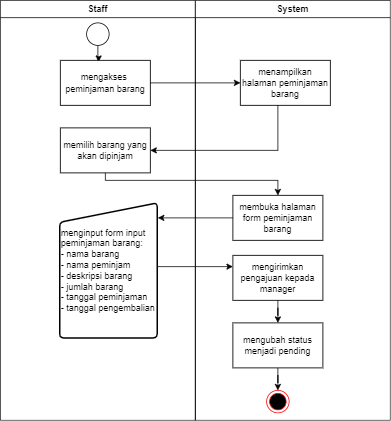 Staff
System
mengakses
peminjaman barang
menampilkan
halaman peminjaman
barang
memilih barang yang
akan dipinjam
membuka halaman
form peminjaman
barang
menginput form input
peminjaman barang:
- nama barang
- nama peminjam
- deskripsi barang
- jumlah barang
- tanggal peminjaman
- tanggal pengembalian
mengirimkan
pengajuan kepada
manager
mengubah status
menjadi pending